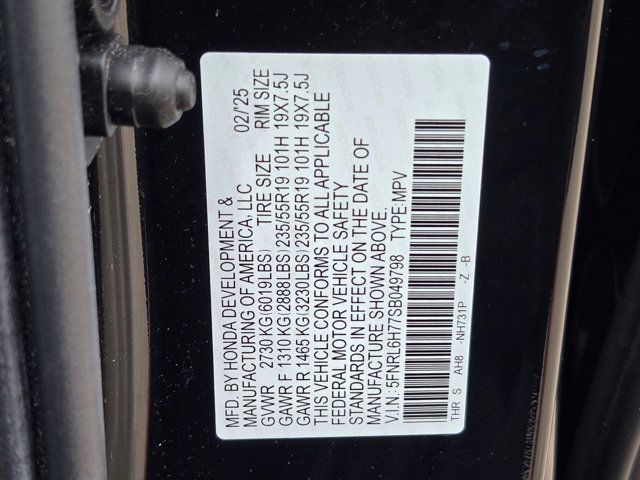 MFD. BY HONDA DEVELOPMENT &
MANUFACTURING OF AMERICA, LLC 02/'25
GVWR 2730 KG(6019LBS) TIRE SIZE RIM SIZE
GAWR F 1310 KG(2888LBS)235/55R19 101H 19X7.5J
GAWR R 1465 KG(3230LBS)235/55R19 101H 19X7.5J
THIS VEHICLE CONFORMS TO ALL APPLICABLE
FEDERAL MOTOR VEHICLE SAFETY
STANDARDS IN EFFECT ON THE DATE OF
MANUFACTURE SHOWN ABOVE.
V.I.N.:5FNRL6H77SB049798 TYPE:MPV
THR S AH8 -NH731P -Z -B